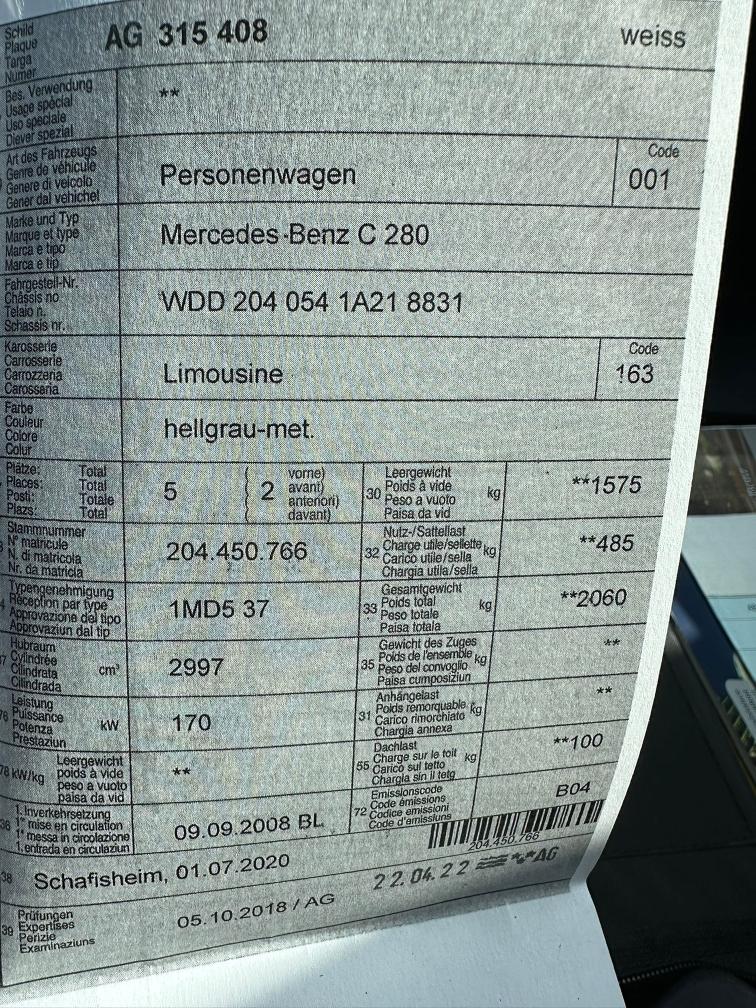 Schild
Plaque
Targa
Numer
AG 315 408
weiss
Bes. Verwendung
Usage spécial
Uso speciale
Diever spezial
**
Art des Fahrzeugs
Genre de véhicule
Genere di veicolo
Gener dal vehichel
Personenwagen
Code
001
Marke und Typ
Marque et type
Marca e tipo
Marca e tip
Mercedes-Benz C 280
Fahrgestell-Nr.
Châssis no
Telaio n.
Schassis nr.
WDD 204 054 1A21 8831
Karosserie
Carrosserie
Carrozzeria
Carossaria
Limousine
Code
163
Farbe
Couleur
Colore
Colur
hellgrau-met.
Plätze: Total
Places: Total
Posti: Totale
Plazs: Total
5
( 2 vorne)
avant)
anteriori)
davant)
30
Leergewicht
Poids à vide
Peso a vuoto
Paisa da vid
kg
**1575
Stammnummer
N° matricule
N. di matricola
Nr. da matricla
204.450.766
32
Nutz-/Sattellast
Charge utile/sellette
Carico utile/sella
Chargia utila/sella
kg
**485
Typengenehmigung
Réception par type
Approvazione del tipo
Approvaziun dal tip
1MD5 37
33
Gesamtgewicht
Poids total
Peso totale
Paisa totala
kg
**2060
37
Hubraum
Cylindrée
Cilindrata
Cilindrada
cm³
2997
35
Gewicht des Zuges
Poids de l'ensemble
Peso del convoglio
Paisa cumposiziun
kg
**
76
Leistung
Puissance
Potenza
Prestaziun
kW
170
31
Anhängelast
Poids remorquable
Carico rimorchiato
Chargia annexa
kg
**
78 kW/kg
Leergewicht
poids à vide
peso a vuoto
paisa da vid
**
55
Dachlast
Charge sur le toit
Carico sul tetto
Chargia sin il tetg
kg
**100
36
1. Inverkehrsetzung
1re mise en circulation
1a messa in circolazione
1. entrada en circulaziun
09.09.2008 BL
72
Emissionscode
Code émissions
Codice emissioni
Code d'emissiuns
B04
204.450.766
38
Schafisheim, 01.07.2020
22.04.22
AG
39
Prüfungen
Expertises
Perizie
Examinaziuns
05.10.2018 / AG